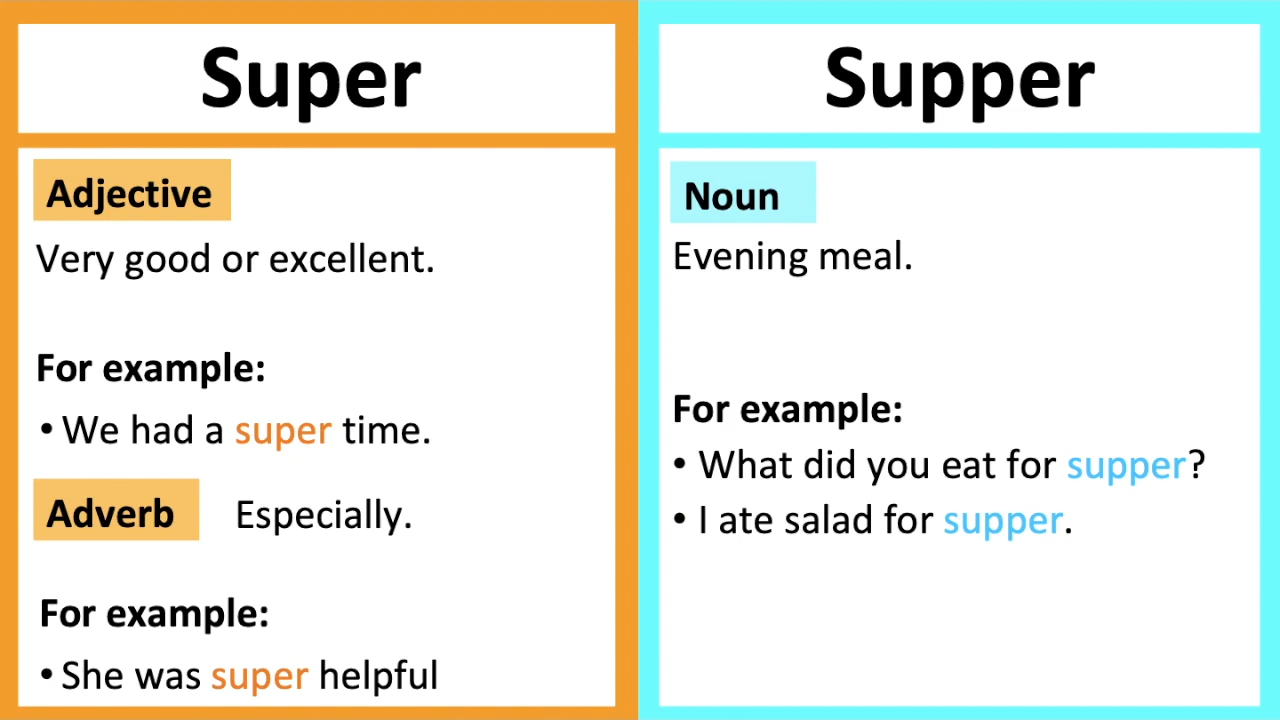 Super
Adjective
Very good or excellent.
For example:
• We had a super time.
Adverb Especially.
For example:
• She was super helpful
Supper
Noun
Evening meal.
For example:
• What did you eat for supper?
• I ate salad for supper.